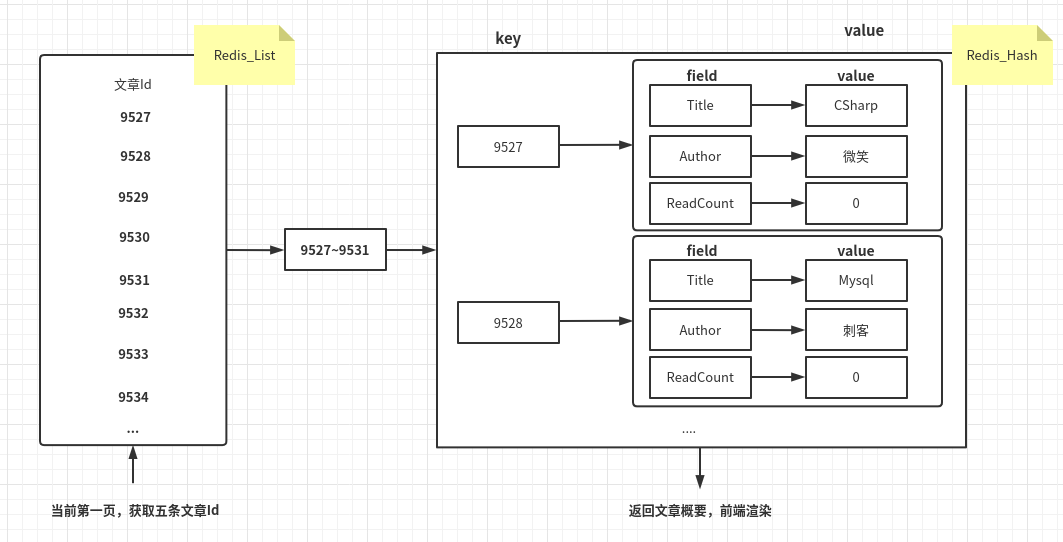 Redis_List
文章Id
9527
9528
9529
9530
9531
9532
9533
9534
...
当前第一页，获取五条文章Id
9527~9531
key
value
Redis_Hash
9527
field
value
Title
CSharp
Author
微笑
ReadCount
0
9528
field
value
Title
Mysql
Author
刺客
ReadCount
0
....
返回文章概要，前端渲染